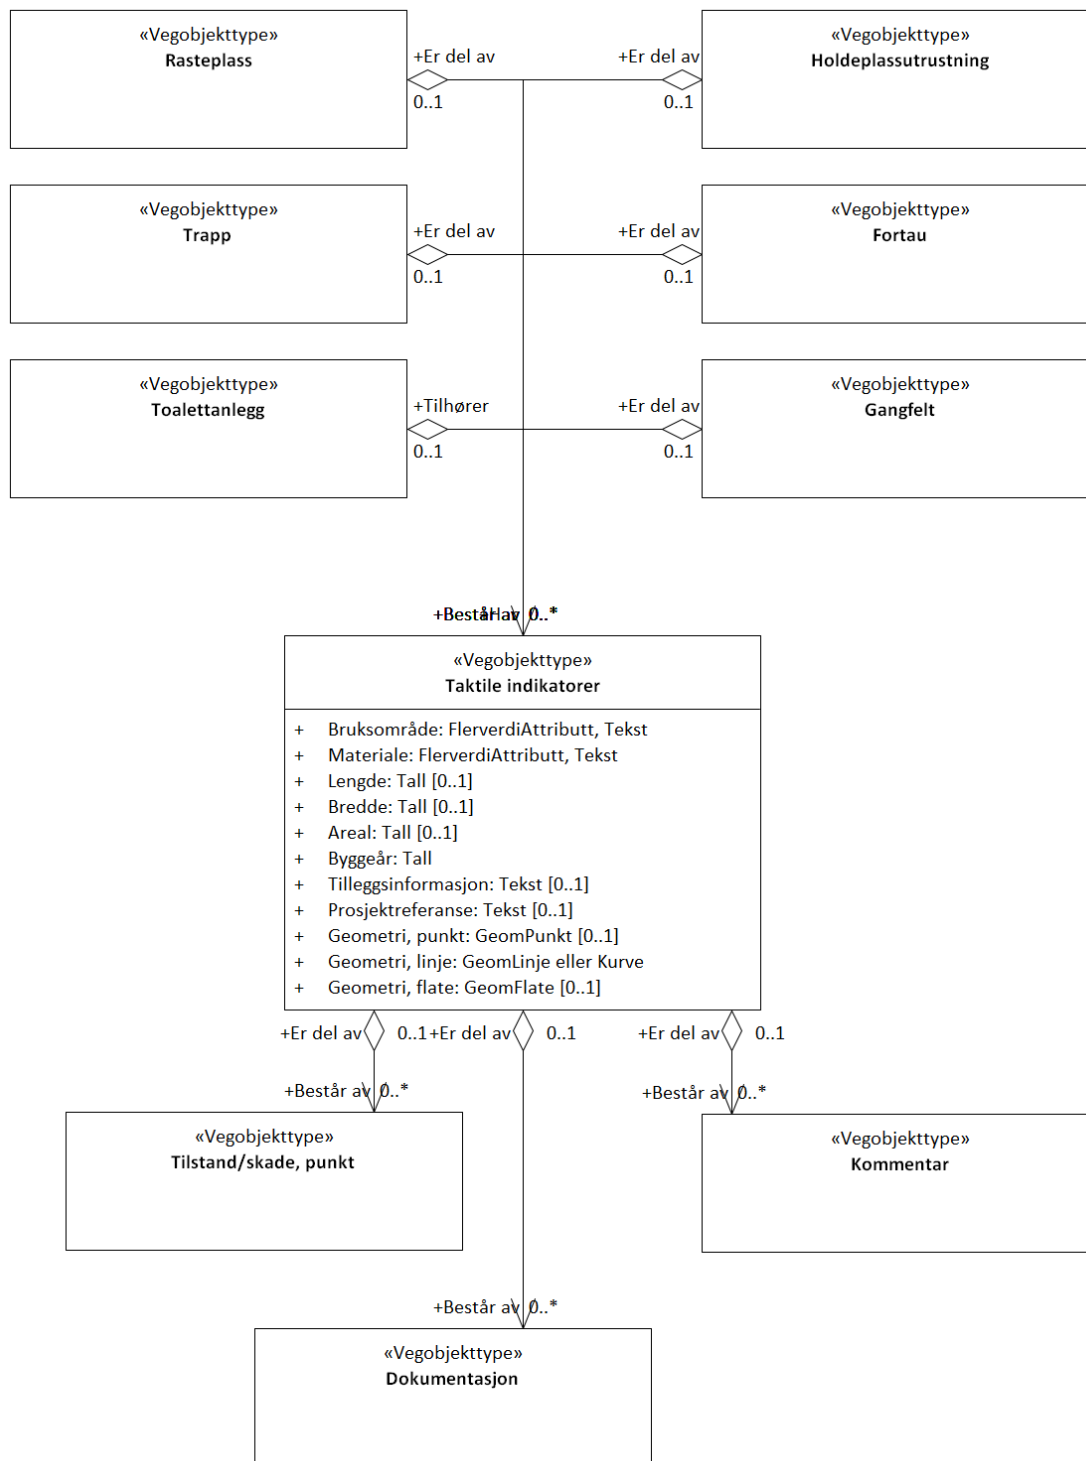 «Vegobjekttype»
Rasteplass
+Er del av
0..1
«Vegobjekttype»
Holdeplassutrustning
+Er del av
0..1
«Vegobjekttype»
Trapp
+Er del av
0..1
«Vegobjekttype»
Fortau
+Er del av
0..1
«Vegobjekttype»
Toalettanlegg
+Tilhører
0..1
«Vegobjekttype»
Gangfelt
+Er del av
0..1
+Består av 0..*
«Vegobjekttype»
Taktile indikatorer
+ Bruksområde: FlerverdiAttributt, Tekst
+ Materiale: FlerverdiAttributt, Tekst
+ Lengde: Tall [0..1]
+ Bredde: Tall [0..1]
+ Areal: Tall [0..1]
+ Byggeår: Tall
+ Tilleggsinformasjon: Tekst [0..1]
+ Prosjektreferanse: Tekst [0..1]
+ Geometri, punkt: GeomPunkt [0..1]
+ Geometri, linje: GeomLinje eller Kurve
+ Geometri, flate: GeomFlate [0..1]
+Er del av 0..1
+Er del av 0..1
+Er del av 0..1
+Består av 0..*
+Består av 0..*
«Vegobjekttype»
Tilstand/skade, punkt
«Vegobjekttype»
Kommentar
+Består av 0..*
«Vegobjekttype»
Dokumentasjon